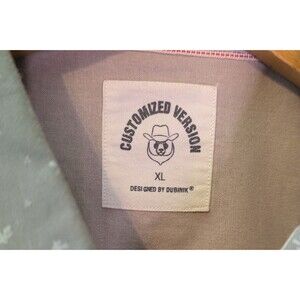 CUSTOMIZED VERSION
XL
DESIGNED BY DUBINIK®